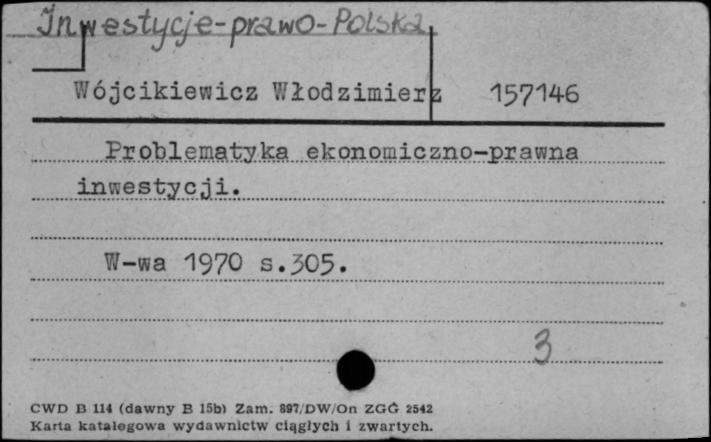 Inwestycje-prawo-Polska
Wójcikiewicz Włodzimierz 157146
Problematyka ekonomiczno-prawna
inwestycji.
W-wa 1970 s.305.
3
CWD B 114 (dawny B 15b) Zam. 897/DW/On ZGG 2542
Karta katalogowa wydawnictw ciągłych i zwartych.